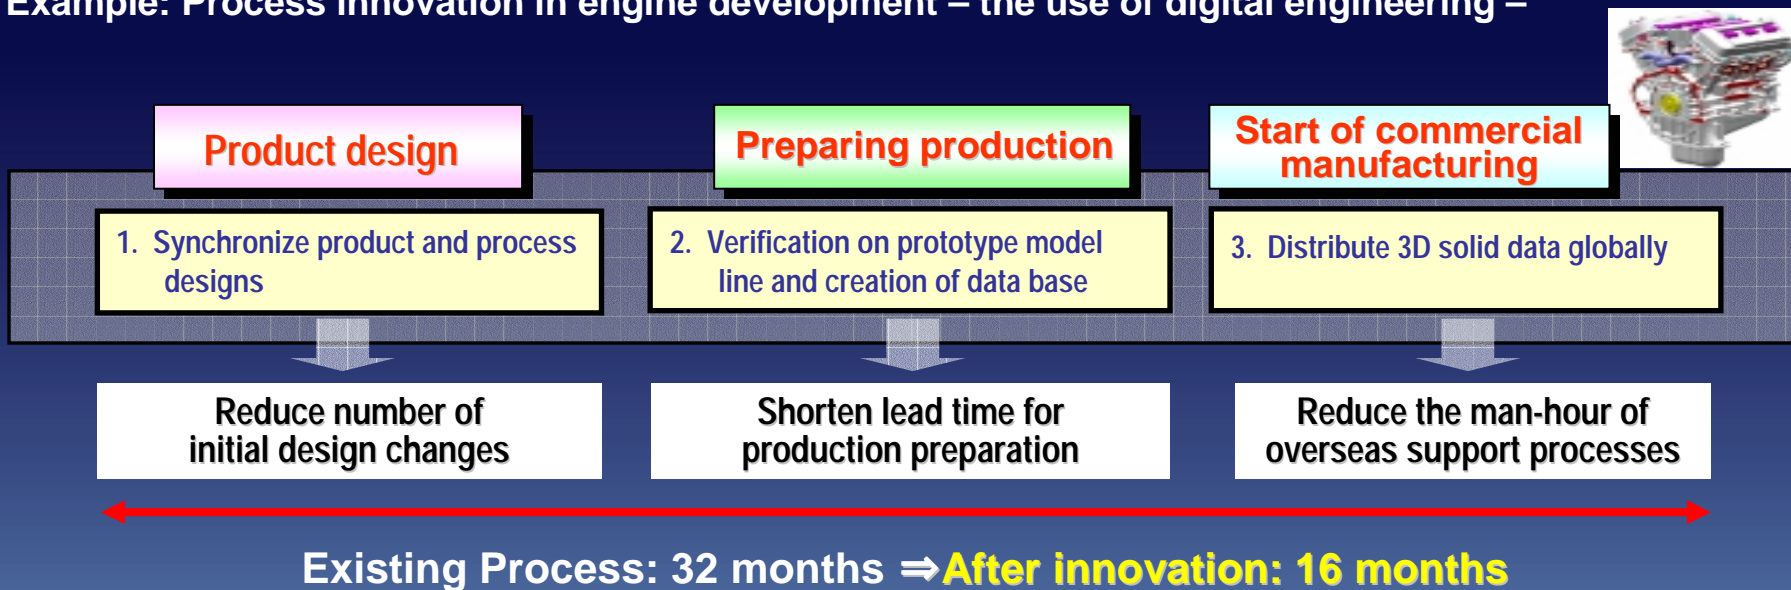 Example: Process innovation in engine development – the use of digital engineering –
Product design
Preparing production
Start of commercial
manufacturing
1. Synchronize product and process
designs
2. Verification on prototype model
line and creation of data base
3. Distribute 3D solid data globally
Reduce number of
initial design changes
Shorten lead time for
production preparation
Reduce the man-hour of
overseas support processes
Existing Process: 32 months ⇒After innovation: 16 months